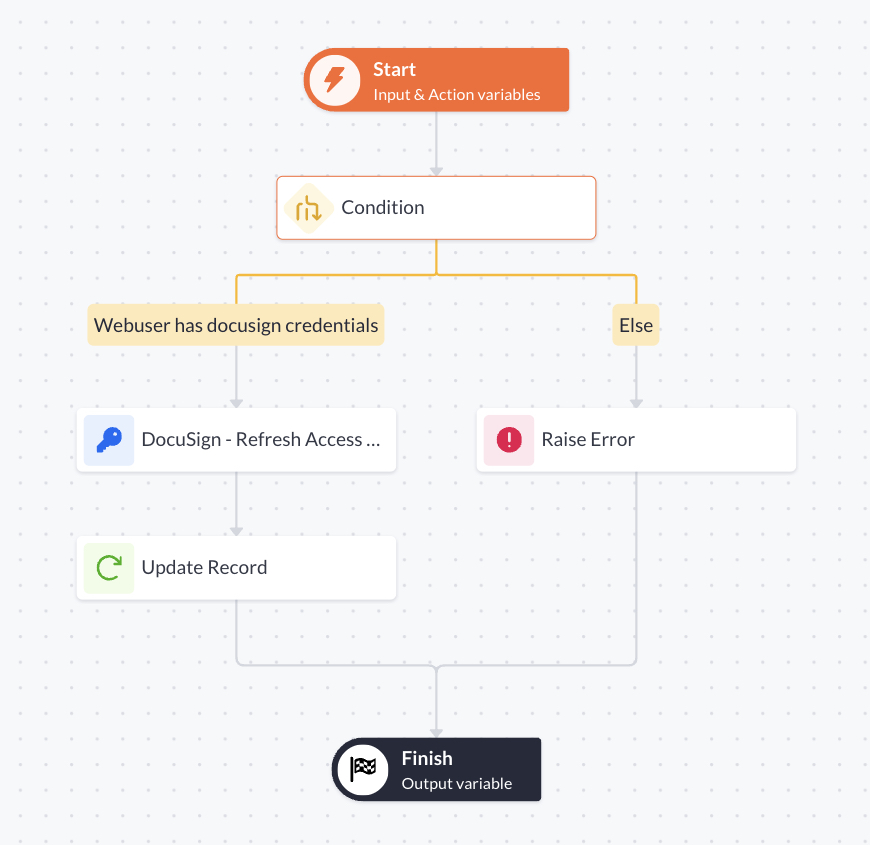 Start
Input & Action variables
Condition
Webuser has docusign credentials
Else
DocuSign - Refresh Access ...
Raise Error
Update Record
Finish
Output variable